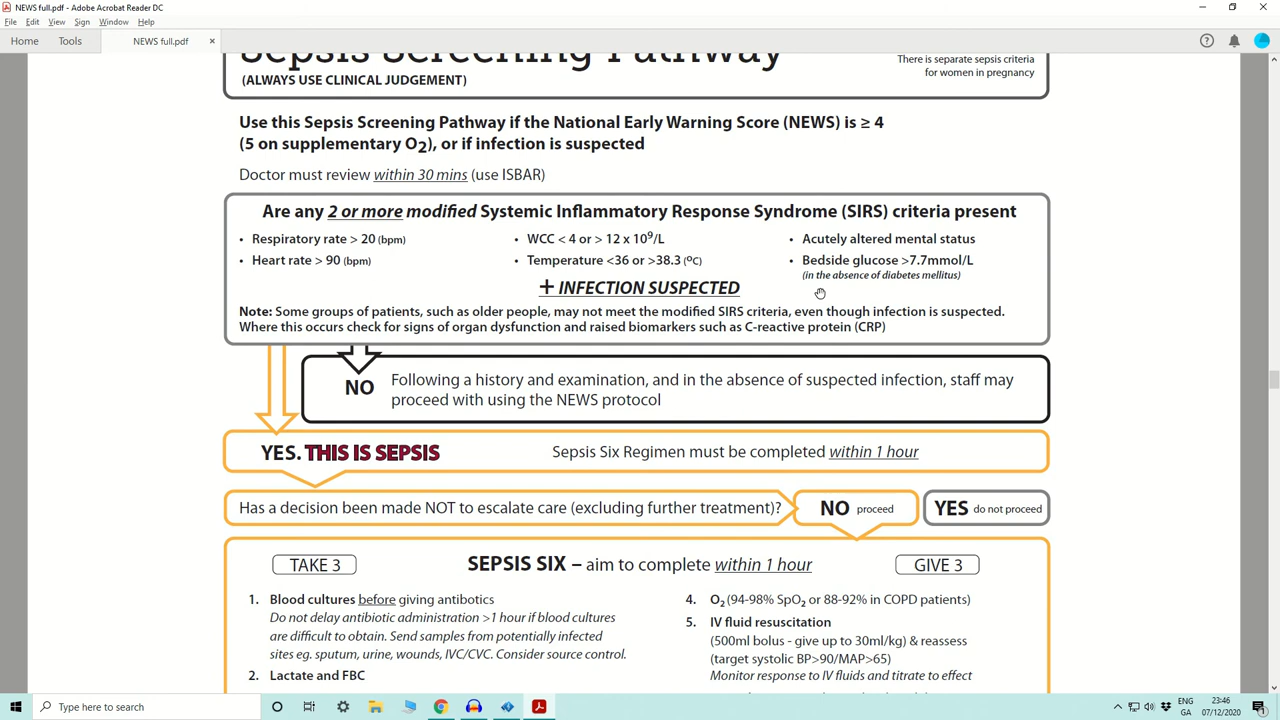 NEWS full.pdf - Adobe Acrobat Reader DC
File Edit View Sign Window Help
Home Tools NEWS full.pdf ×
Sepsis Screening Pathway
(ALWAYS USE CLINICAL JUDGEMENT)
There is separate sepsis criteria
for women in pregnancy
Use this Sepsis Screening Pathway if the National Early Warning Score (NEWS) is ≥ 4
(5 on supplementary O₂), or if infection is suspected
Doctor must review within 30 mins (use ISBAR)
Are any 2 or more modified Systemic Inflammatory Response Syndrome (SIRS) criteria present
• Respiratory rate > 20 (bpm)
• Heart rate > 90 (bpm)
• WCC < 4 or > 12 x 10⁹/L
• Temperature <36 or >38.3 (ºC)
• Acutely altered mental status
• Bedside glucose >7.7mmol/L
(in the absence of diabetes mellitus)
+ INFECTION SUSPECTED
Note: Some groups of patients, such as older people, may not meet the modified SIRS criteria, even though infection is suspected.
Where this occurs check for signs of organ dysfunction and raised biomarkers such as C-reactive protein (CRP)
NO
Following a history and examination, and in the absence of suspected infection, staff may
proceed with using the NEWS protocol
YES. THIS IS SEPSIS
Sepsis Six Regimen must be completed within 1 hour
Has a decision been made NOT to escalate care (excluding further treatment)?
NO proceed
YES do not proceed
TAKE 3
SEPSIS SIX – aim to complete within 1 hour
GIVE 3
1. Blood cultures before giving antibiotics
Do not delay antibiotic administration >1 hour if blood cultures
are difficult to obtain. Send samples from potentially infected
sites eg. sputum, urine, wounds, IVC/CVC. Consider source control.
2. Lactate and FBC
4. O₂ (94-98% SpO₂ or 88-92% in COPD patients)
5. IV fluid resuscitation
(500ml bolus - give up to 30ml/kg) & reassess
(target systolic BP>90/MAP>65)
Monitor response to IV fluids and titrate to effect
Type here to search
ENG
GA
23:46
07/12/2020
1